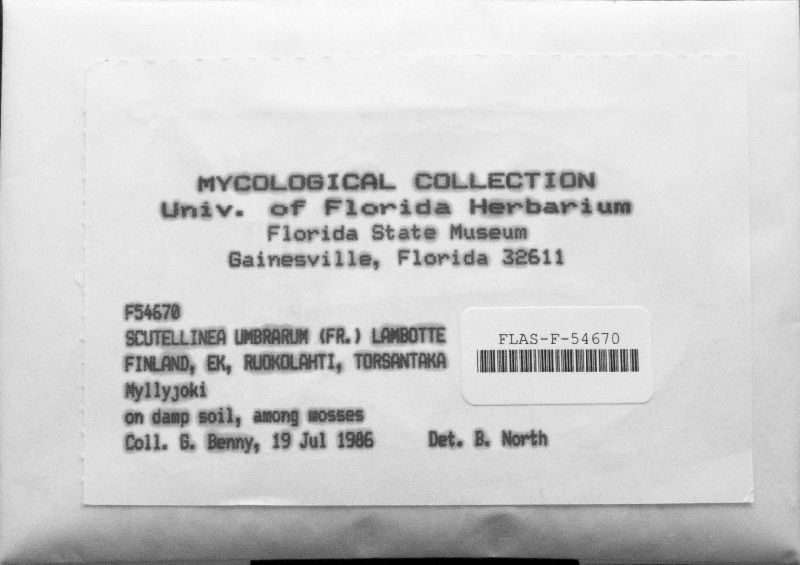 MYCOLOGICAL COLLECTION
Univ. of Florida Herbarium
Florida State Museum
Gainesville, Florida 32611
F54670
SCUTELLINEA UMBRARUM (FR.) LAMBOTTE
FINLAND, EK, RUOKOLAHTI, TORSANTAKA
Myllyjoki
on damp soil, among mosses
Coll. G. Benny, 19 Jul 1986 Det. B. North
FLAS-F-54670